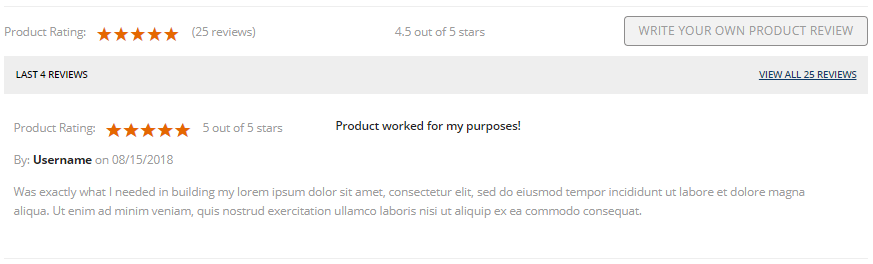 Product Rating: (25 reviews) 4.5 out of 5 stars WRITE YOUR OWN PRODUCT REVIEW
LAST 4 REVIEWS VIEW ALL 25 REVIEWS
Product Rating: 5 out of 5 stars Product worked for my purposes!
By: Username on 08/15/2018
Was exactly what I needed in building my lorem ipsum dolor sit amet, consectetur elit, sed do eiusmod tempor incididunt ut labore et dolore magna
aliqua. Ut enim ad minim veniam, quis nostrud exercitation ullamco laboris nisi ut aliquip ex ea commodo consequat.